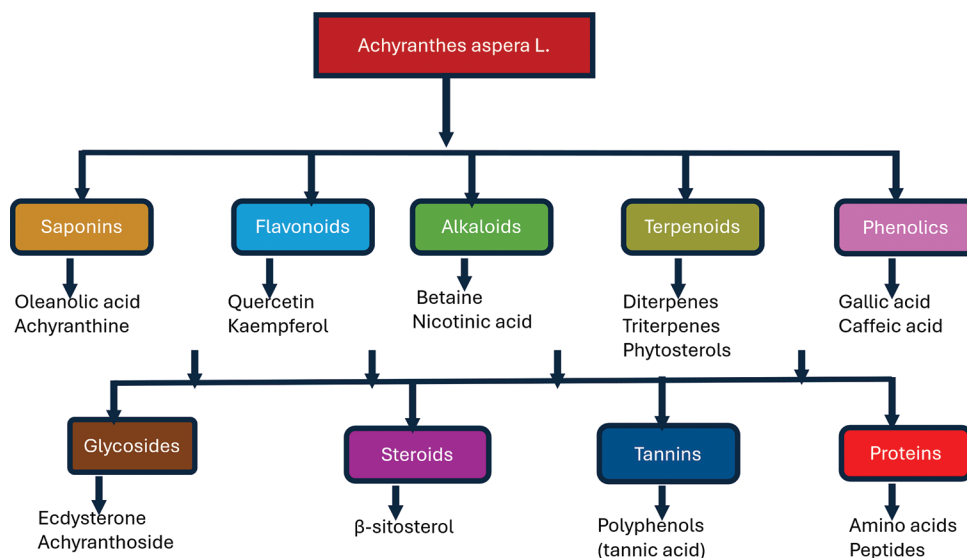 Achyranthes aspera L.
Saponins
Flavonoids
Alkaloids
Terpenoids
Phenolics
Oleanolic acid
Achyranthine
Quercetin
Kaempferol
Betaine
Nicotinic acid
Diterpenes
Triterpenes
Phytosterols
Gallic acid
Caffeic acid
Glycosides
Steroids
Tannins
Proteins
Ecdysterone
Achyranthoside
β-sitosterol
Polyphenols
(tannic acid)
Amino acids
Peptides